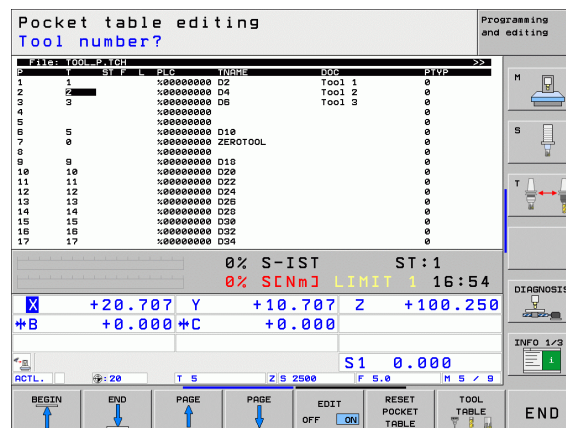 Pocket table editing
Tool number?
Programming
and editing
File: TOOL_P.TCH >>
P T ST F L PLC TNAME DOC PTYP
1 1 %00000000 D2 Tool 1 0
2 2 %00000000 D4 Tool 2 0
3 3 %00000000 D6 Tool 3 0
4 %00000000 0
5 %00000000 0
6 5 %00000000 D10 0
7 0 %00000000 ZEROTOOL 0
8 %00000000 0
9 9 %00000000 D18 0
10 10 %00000000 D20 0
11 11 %00000000 D22 0
12 12 %00000000 D24 0
13 13 %00000000 D26 0
14 14 %00000000 D28 0
15 15 %00000000 D30 0
16 16 %00000000 D32 0
17 17 %00000000 D34 0
0% S-IST ST:1
0% S[Nm] LIMIT 1 16:54
X +20.707 Y +10.707 Z +100.250
B +0.000 C +0.000
S1 0.000
ACTL. : 20 T 5 Z S 2500 F 5.0 M 5 / 9
M
S
T
DIAGNOSIS
INFO 1/3
i
BEGIN
END
PAGE
PAGE
EDIT
OFF ON
RESET
POCKET
TABLE
TOOL
TABLE
END